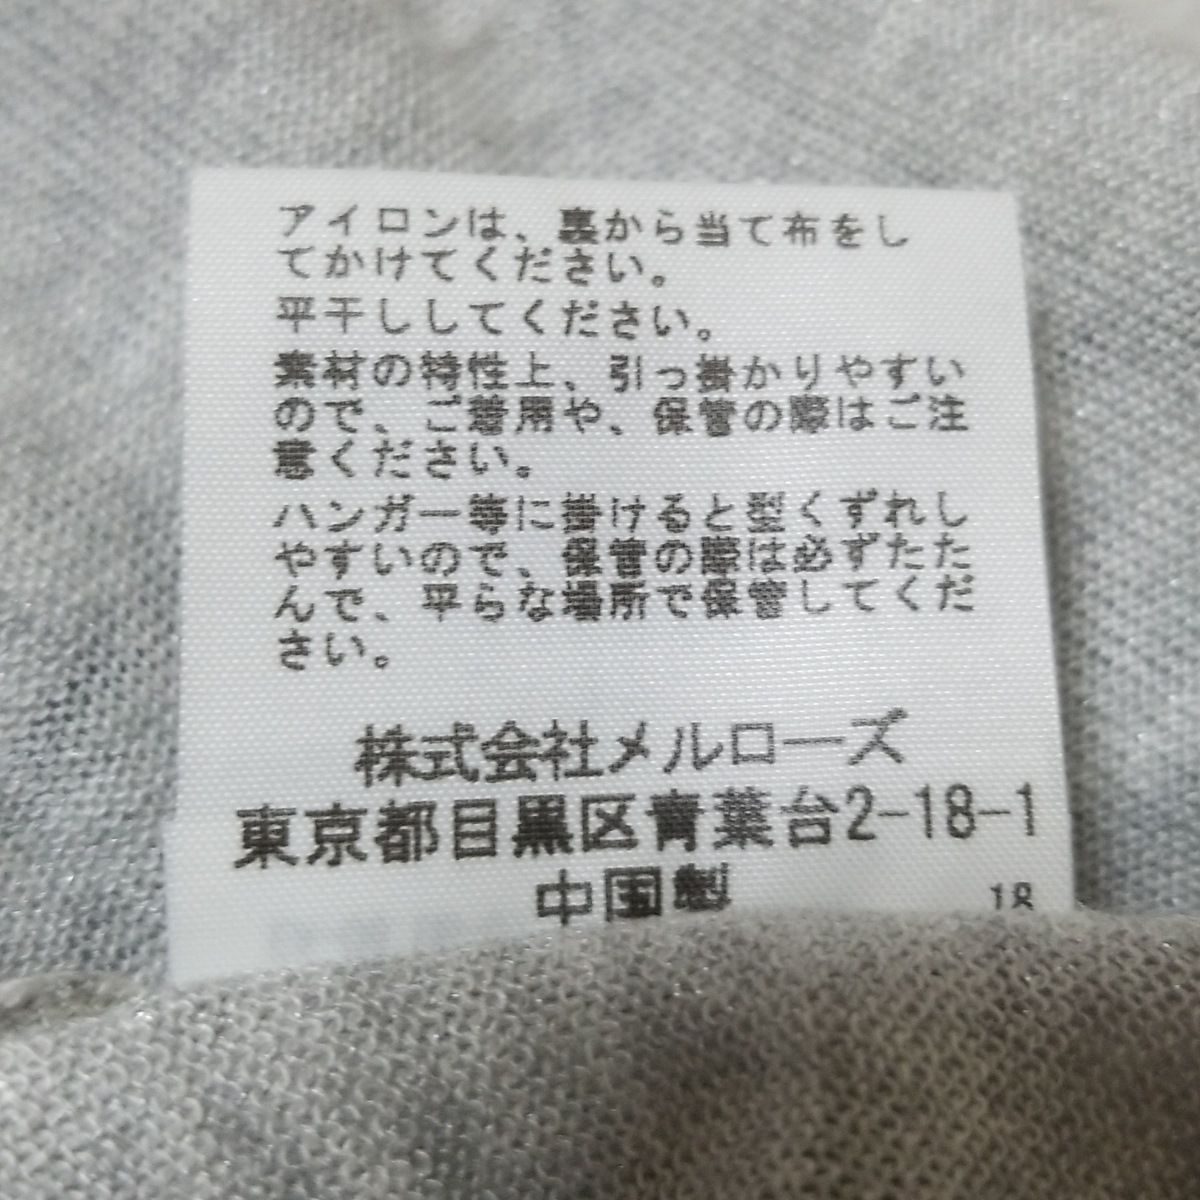 アイロンは、裏から当て布をし
てかけてください。
平干ししてください。
素材の特性上、引っ掛かりやすい
ので、ご着用や、保管の際はご注
意ください。
ハンガー等に掛けると型くずれし
やすいので、保管の際は必ずたた
んで、平らな場所で保管してくだ
さい。
株式会社メルローズ
東京都目黒区青葉台2-18-1
中国製 18